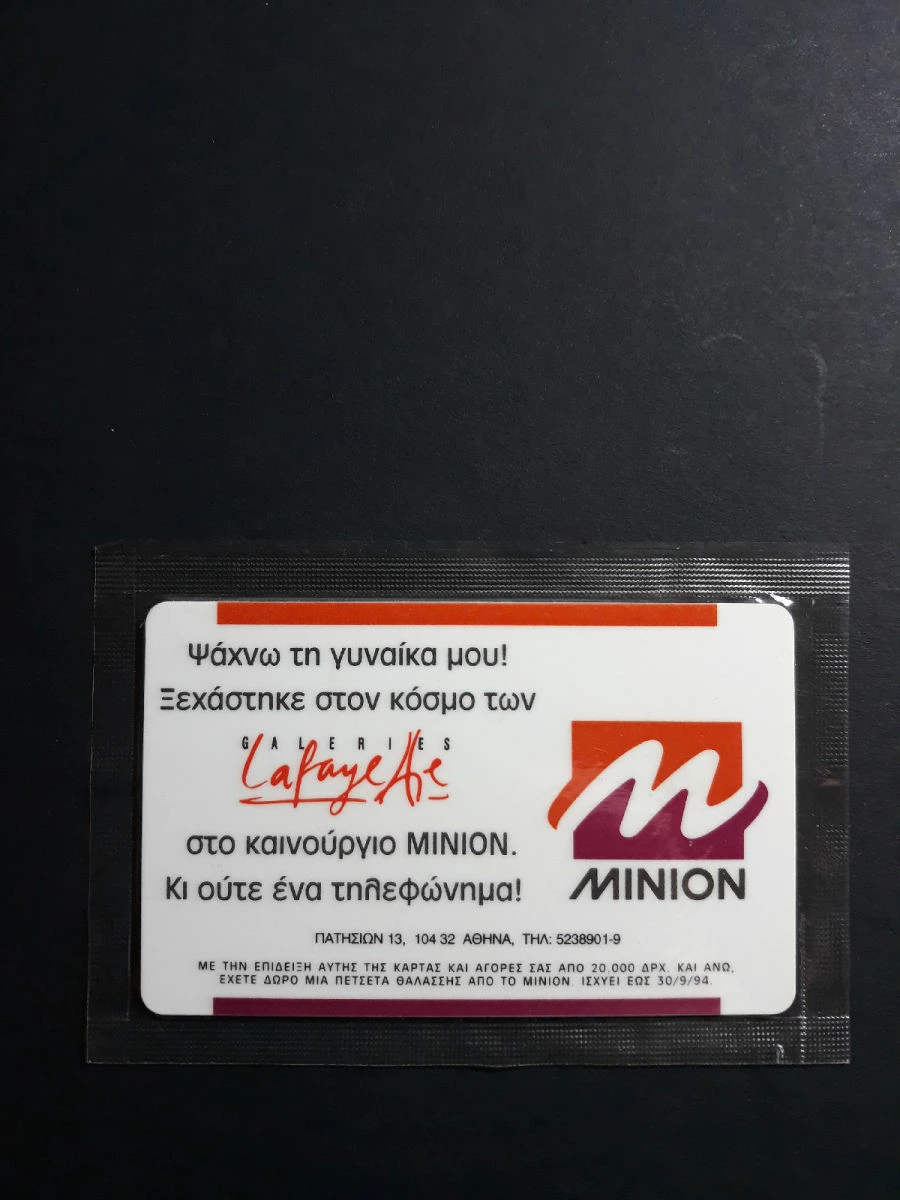 Ψάχνω τη γυναίκα μου!
Ξεχάστηκε στον κόσμο των
GALERIES
Lafayette
στο καινούργιο MINION.
Κι ούτε ένα τηλεφώνημα!
MINION
ΠΑΤΗΣΙΩΝ 13, 104 32 ΑΘΗΝΑ, ΤΗΛ: 5238901-9
ΜΕ ΤΗΝ ΕΠΙΔΕΙΞΗ ΑΥΤΗΣ ΤΗΣ ΚΑΡΤΑΣ ΚΑΙ ΑΓΟΡΕΣ ΣΑΣ ΑΠΟ 20.000 ΔΡΧ. ΚΑΙ ΑΝΩ,
ΕΧΕΤΕ ΔΩΡΟ ΜΙΑ ΠΕΤΣΕΤΑ ΘΑΛΑΣΣΗΣ ΑΠΟ ΤΟ ΜΙΝΙΟΝ. ΙΣΧΥΕΙ ΕΩΣ 30/9/94.